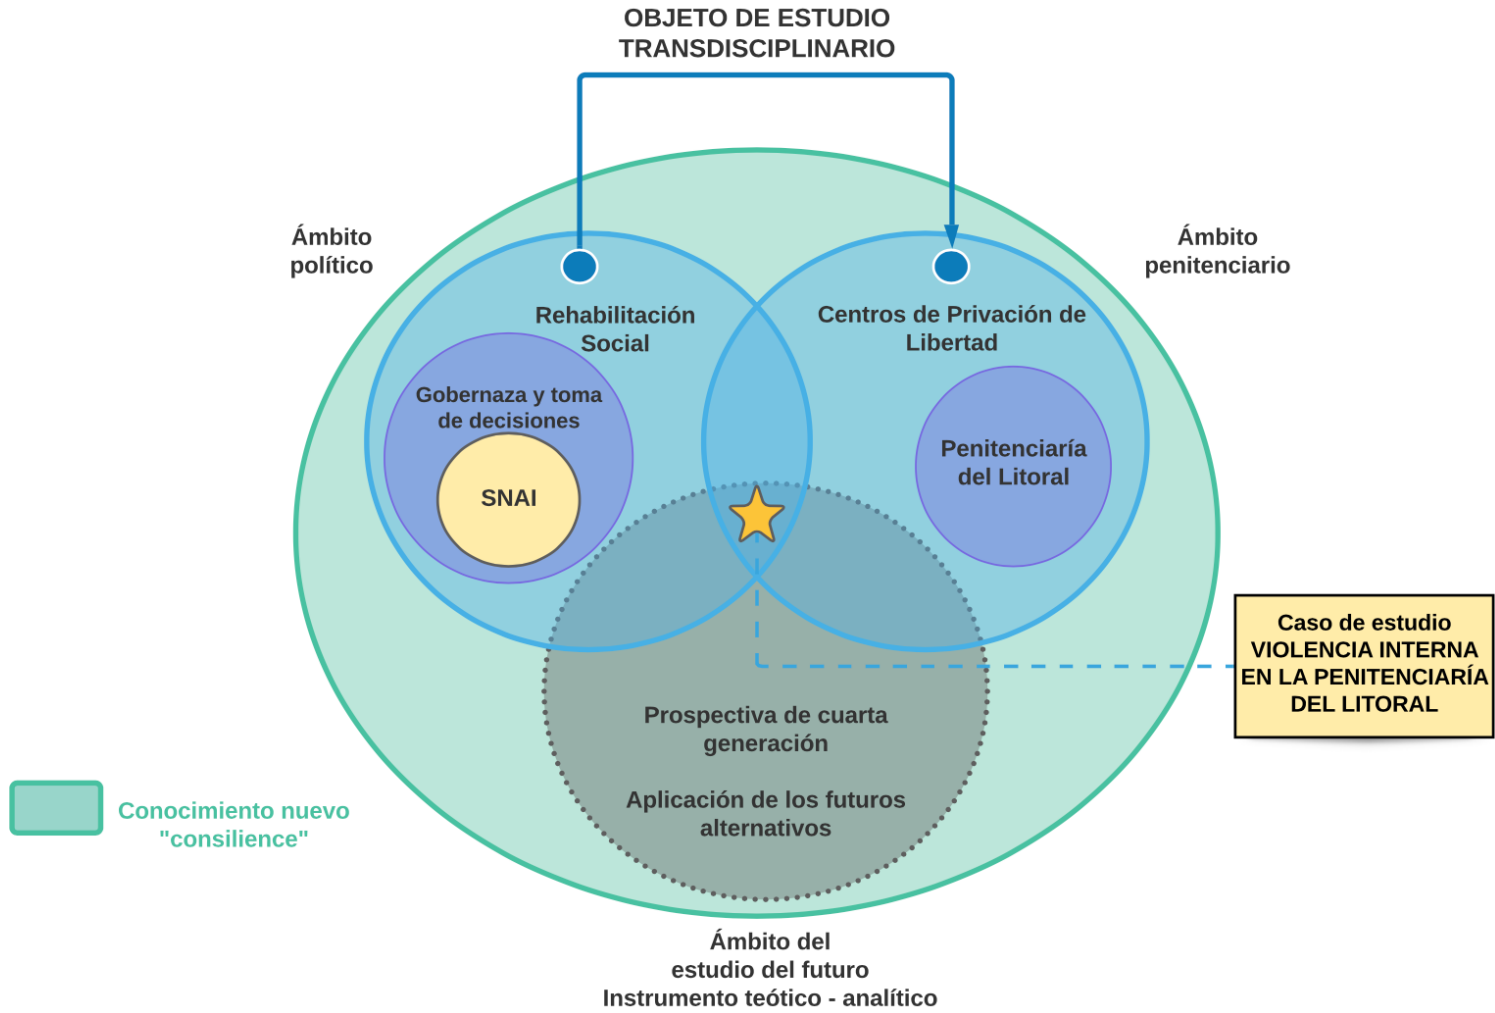 OBJETO DE ESTUDIO
TRANSDISCIPLINARIO
Ámbito
político
Ámbito
penitenciario
Rehabilitación
Social
Centros de Privación de
Libertad
Gobernaza y toma
de decisiones
SNAI
Penitenciaría
del Litoral
Caso de estudio
VIOLENCIA INTERNA
EN LA PENITENCIARÍA
DEL LITORAL
Prospectiva de cuarta
generación
Aplicación de los futuros
alternativos
Conocimiento nuevo
"consilience"
Ámbito del
estudio del futuro
Instrumento teótico - analítico